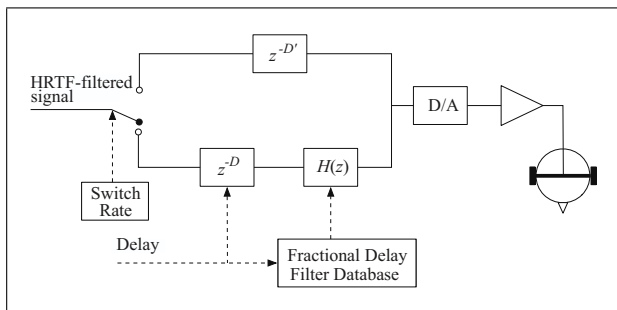 z^-D'
HRTF-filtered
signal
D/A
z^-D
H(z)
Switch
Rate
Delay
Fractional Delay
Filter Database